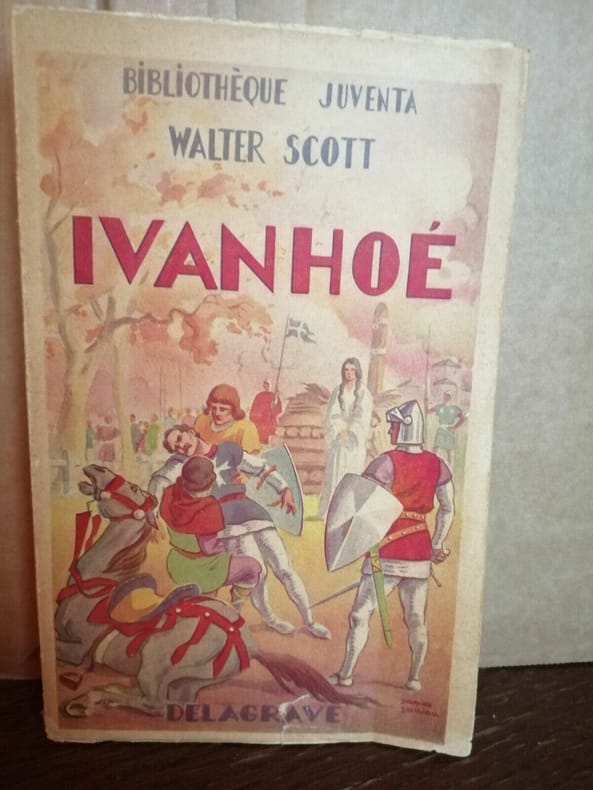 BIBLIOTHÈQUE JUVENTA
WALTER SCOTT
IVANHOÉ
DELAGRAVE